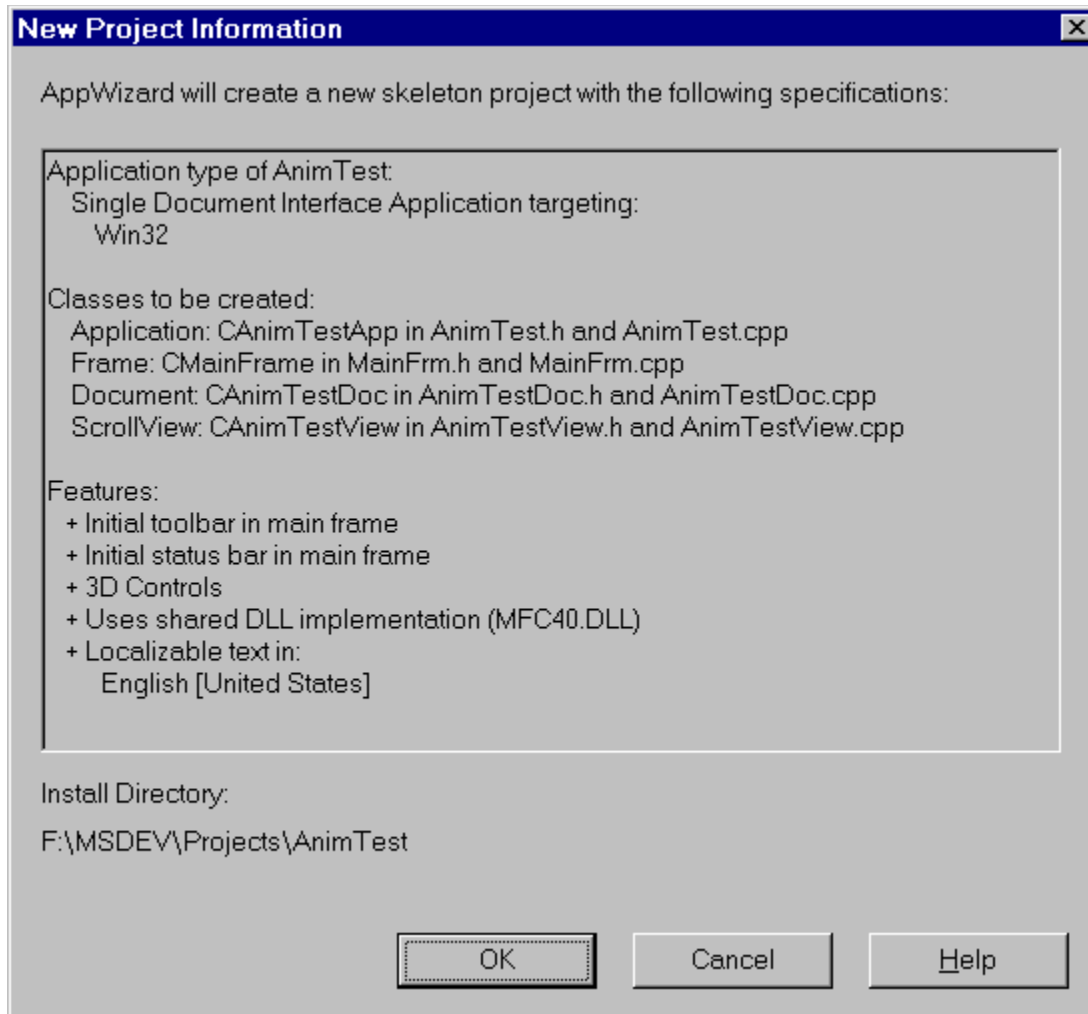 New Project Information
AppWizard will create a new skeleton project with the following specifications:
Application type of AnimTest:
Single Document Interface Application targeting:
Win32
Classes to be created:
Application: CAnimTestApp in AnimTest.h and AnimTest.cpp
Frame: CMainFrame in MainFrm.h and MainFrm.cpp
Document: CAnimTestDoc in AnimTestDoc.h and AnimTestDoc.cpp
ScrollView: CAnimTestView in AnimTestView.h and AnimTestView.cpp
Features:
+ Initial toolbar in main frame
+ Initial status bar in main frame
+ 3D Controls
+ Uses shared DLL implementation (MFC40.DLL)
+ Localizable text in:
English [United States]
Install Directory:
F:\MSDEV\Projects\AnimTest
OK Cancel Help